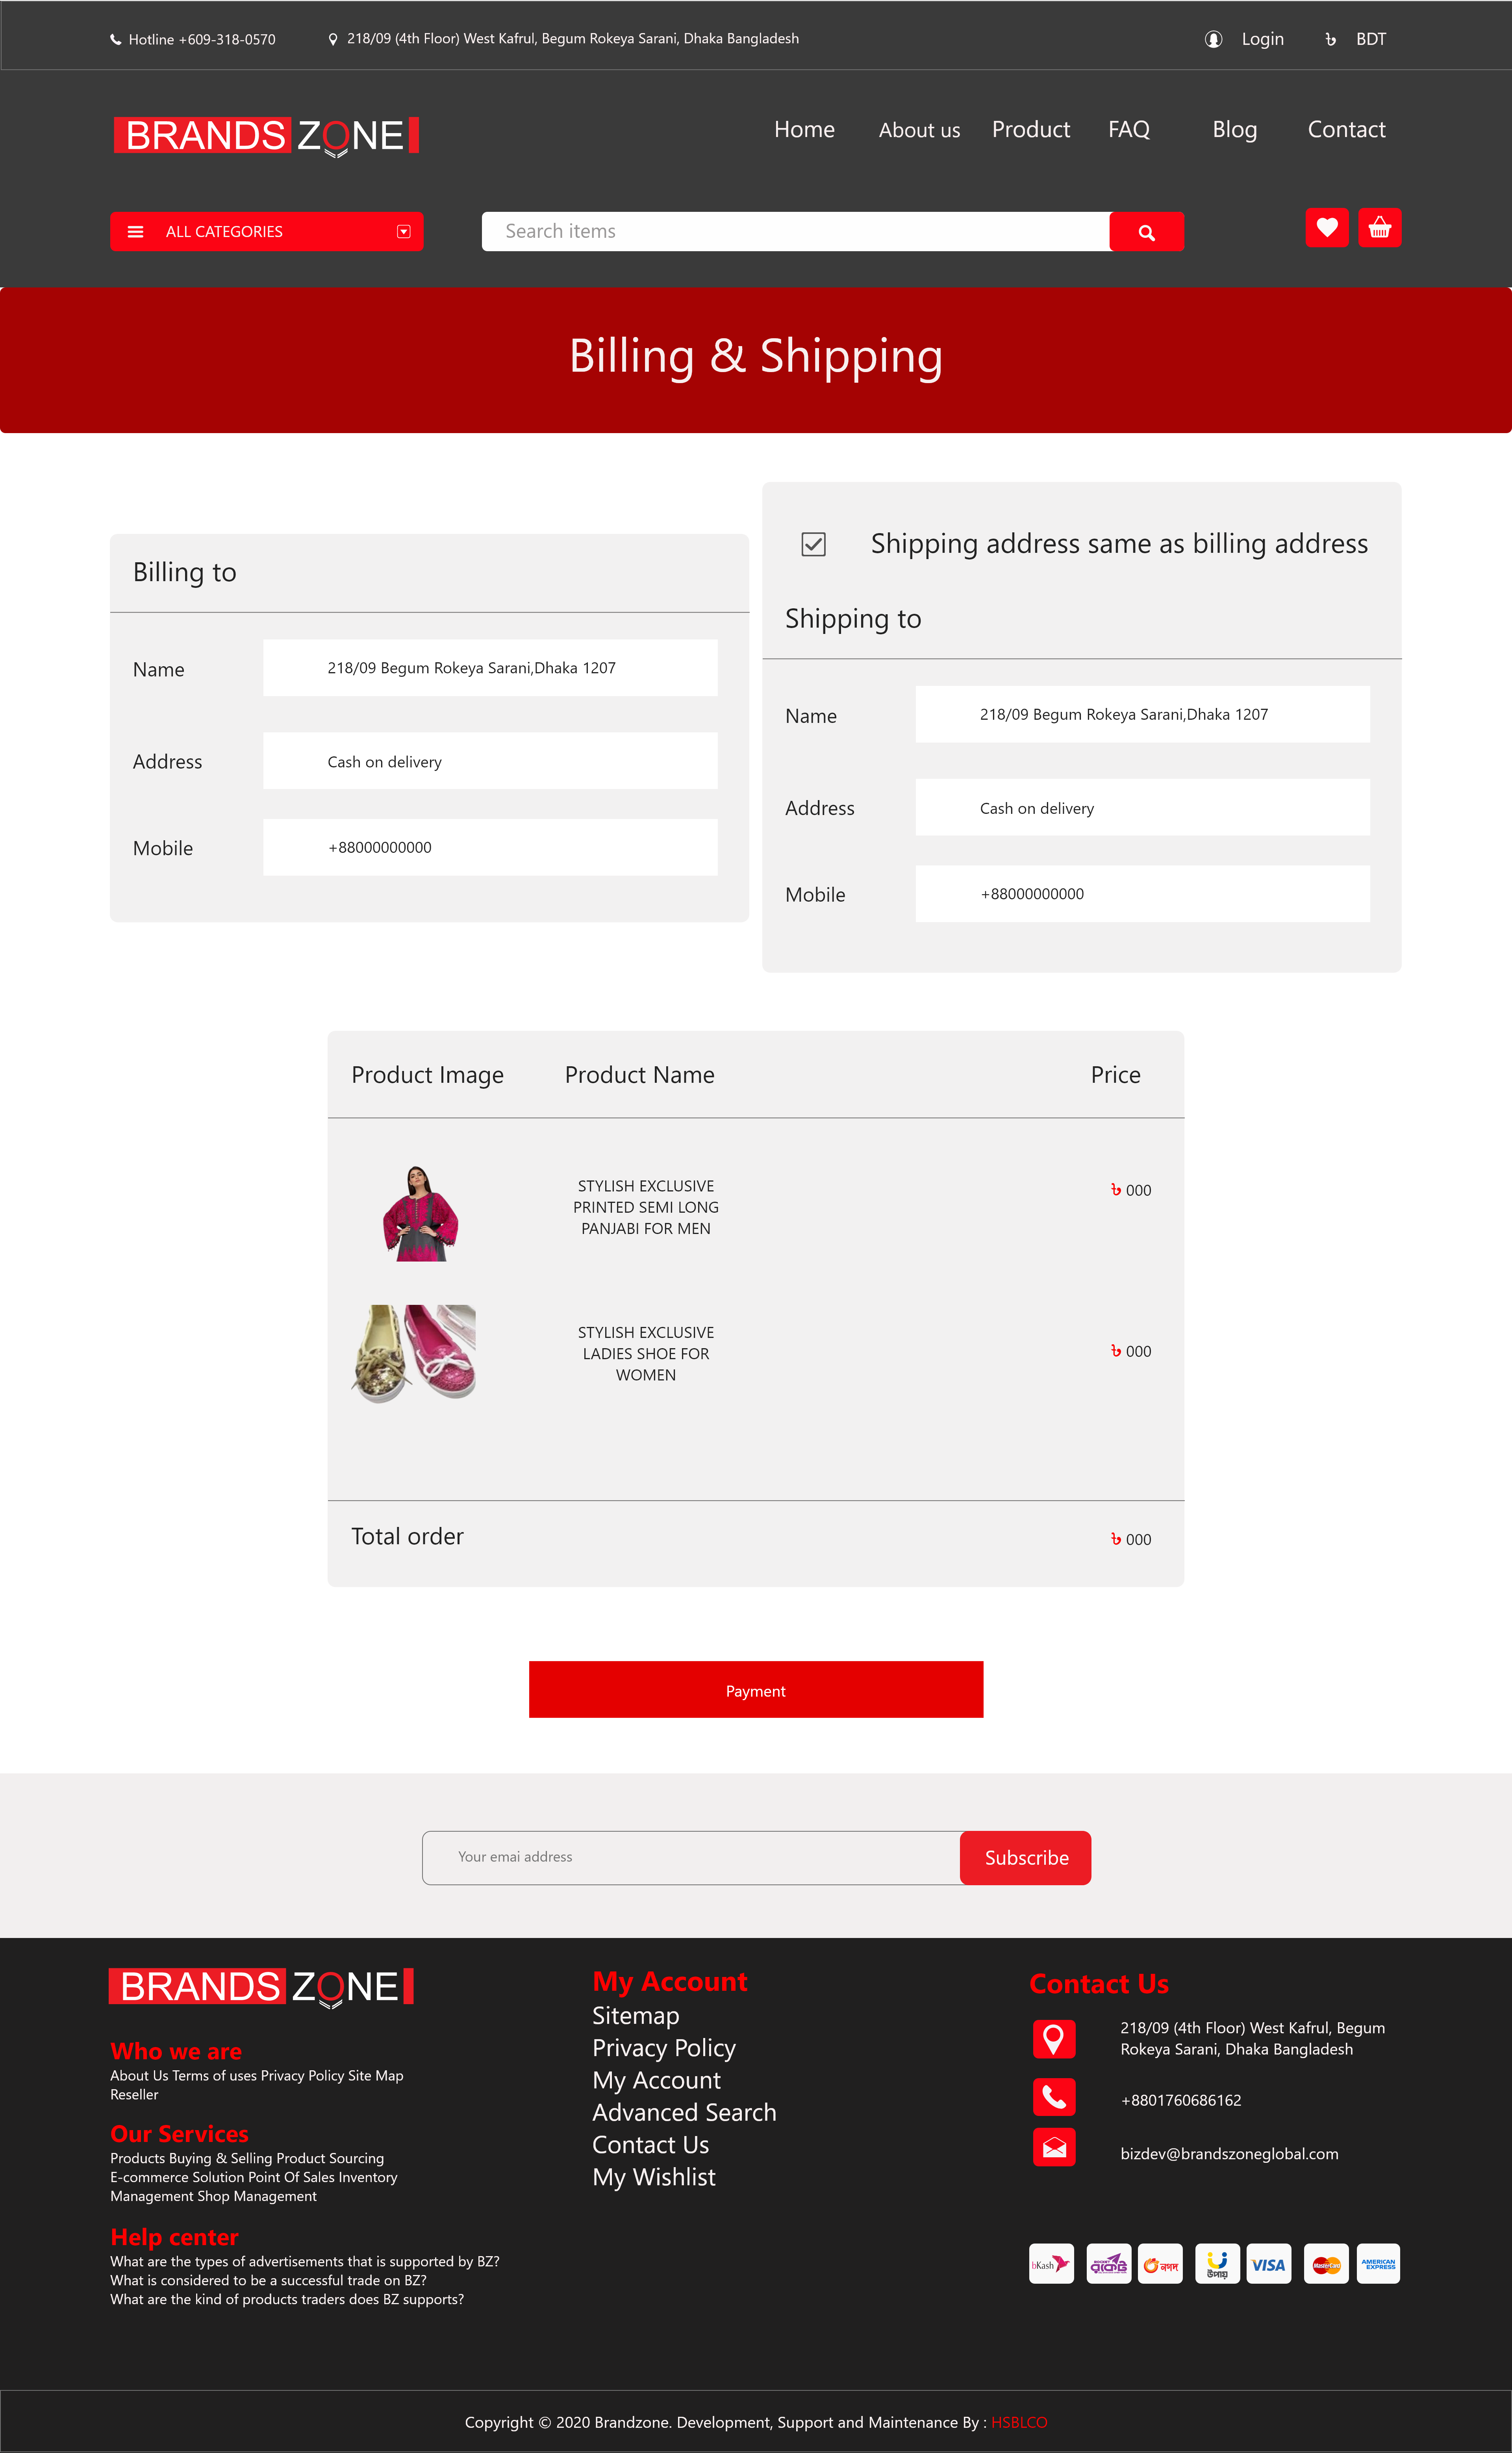 Hotline +609-318-0570
218/09 (4th Floor) West Kafrul, Begum Rokeya Sarani, Dhaka Bangladesh
Login
৳ BDT
BRANDS ZONE
Home About us Product FAQ Blog Contact
ALL CATEGORIES
Search items
Billing & Shipping
Billing to
Name
218/09 Begum Rokeya Sarani,Dhaka 1207
Address
Cash on delivery
Mobile
+88000000000
Shipping address same as billing address
Shipping to
Name
218/09 Begum Rokeya Sarani,Dhaka 1207
Address
Cash on delivery
Mobile
+88000000000
Product Image Product Name Price
STYLISH EXCLUSIVE
PRINTED SEMI LONG
PANJABI FOR MEN
৳ 000
STYLISH EXCLUSIVE
LADIES SHOE FOR
WOMEN
৳ 000
Total order
৳ 000
Payment
Your emai address
Subscribe
BRANDS ZONE
Who we are
About Us Terms of uses Privacy Policy Site Map
Reseller
Our Services
Products Buying & Selling Product Sourcing
E-commerce Solution Point Of Sales Inventory
Management Shop Management
Help center
What are the types of advertisements that is supported by BZ?
What is considered to be a successful trade on BZ?
What are the kind of products traders does BZ supports?
My Account
Sitemap
Privacy Policy
My Account
Advanced Search
Contact Us
My Wishlist
Contact Us
218/09 (4th Floor) West Kafrul, Begum
Rokeya Sarani, Dhaka Bangladesh
+8801760686162
bizdev@brandszoneglobal.com
bKash
রকেট
নগদ
উপায়
VISA
MasterCard
AMERICAN
EXPRESS
Copyright © 2020 Brandzone. Development, Support and Maintenance By : HSBLCO